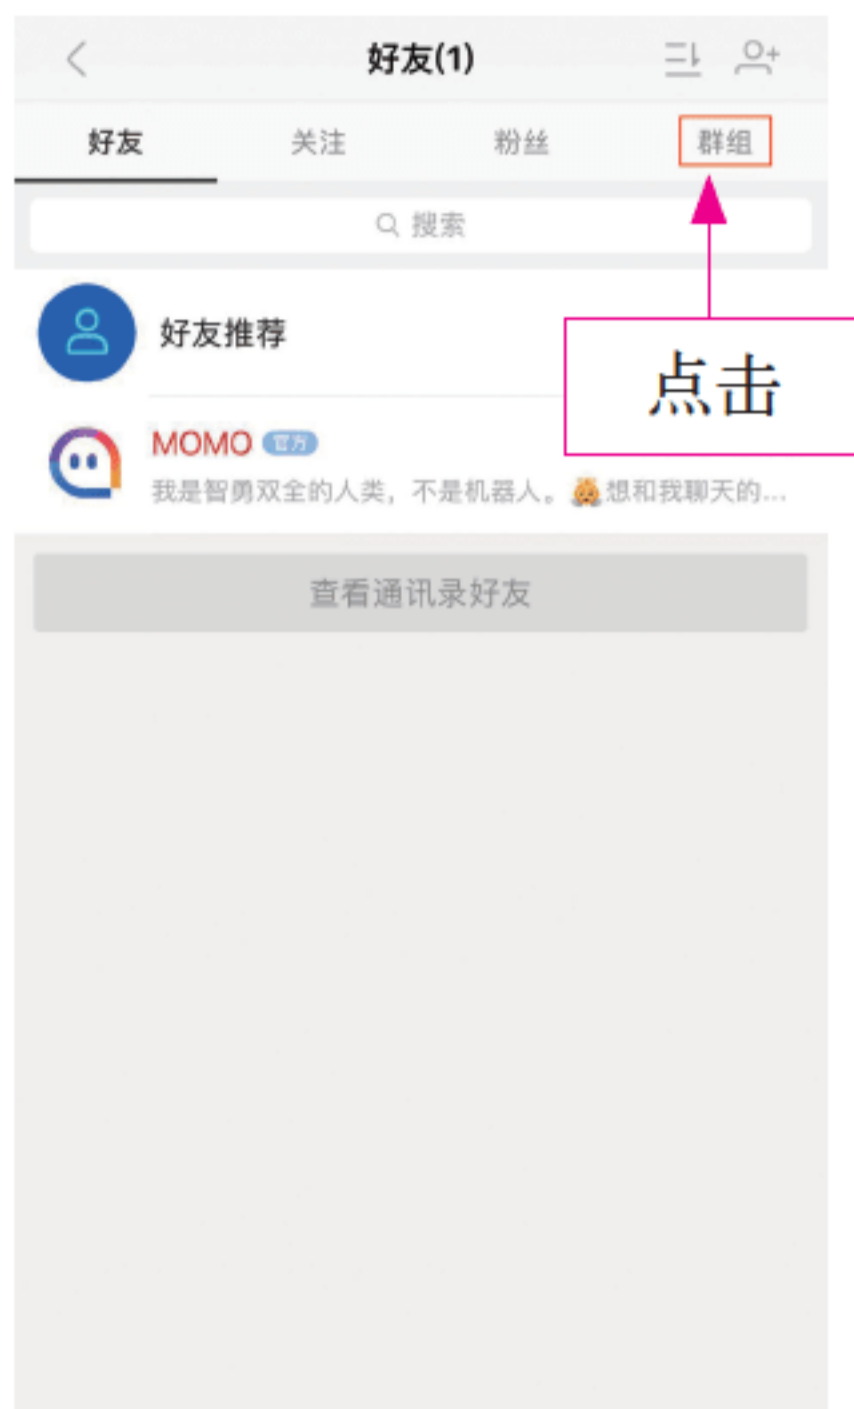 好友(1)
好友 关注 粉丝 群组
搜索
好友推荐
点击
MOMO 官方
我是智勇双全的人类，不是机器人。想和我聊天的...
查看通讯录好友